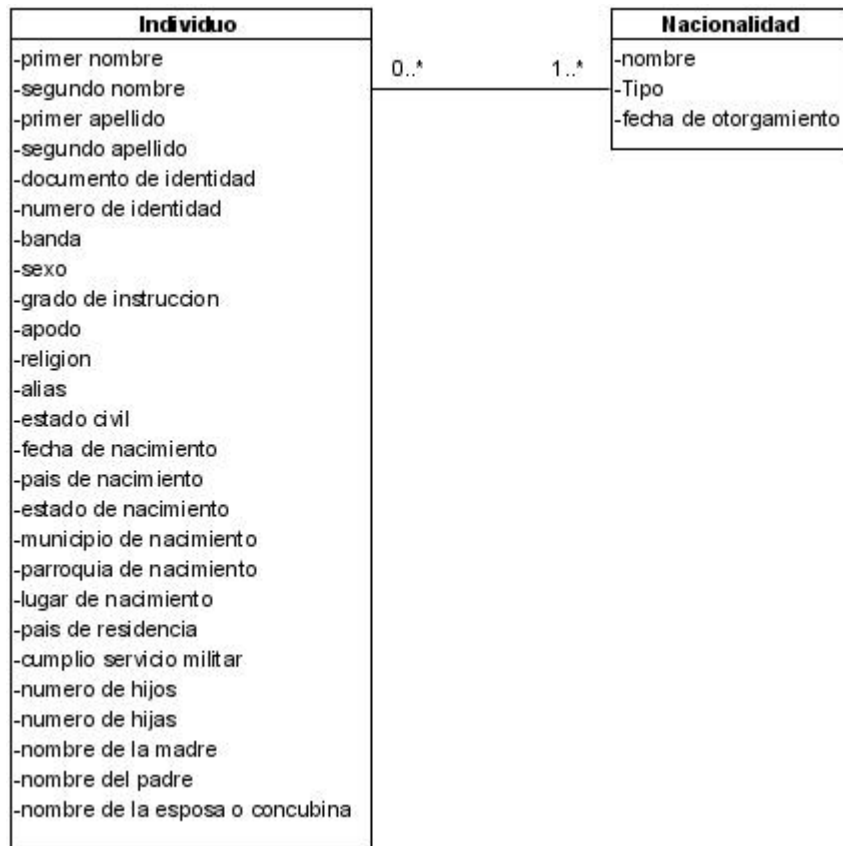 Individuo
-primer nombre
-segundo nombre
-primer apellido
-segundo apellido
-documento de identidad
-numero de identidad
-banda
-sexo
-grado de instruccion
-apodo
-religion
-alias
-estado civil
-fecha de nacimiento
-pais de nacimiento
-estado de nacimiento
-municipio de nacimiento
-parroquia de nacimiento
-lugar de nacimiento
-pais de residencia
-cumplio servicio militar
-numero de hijos
-numero de hijas
-nombre de la madre
-nombre del padre
-nombre de la esposa o concubina
0..* 1..*
Nacionalidad
-nombre
-Tipo
-fecha de otorgamiento